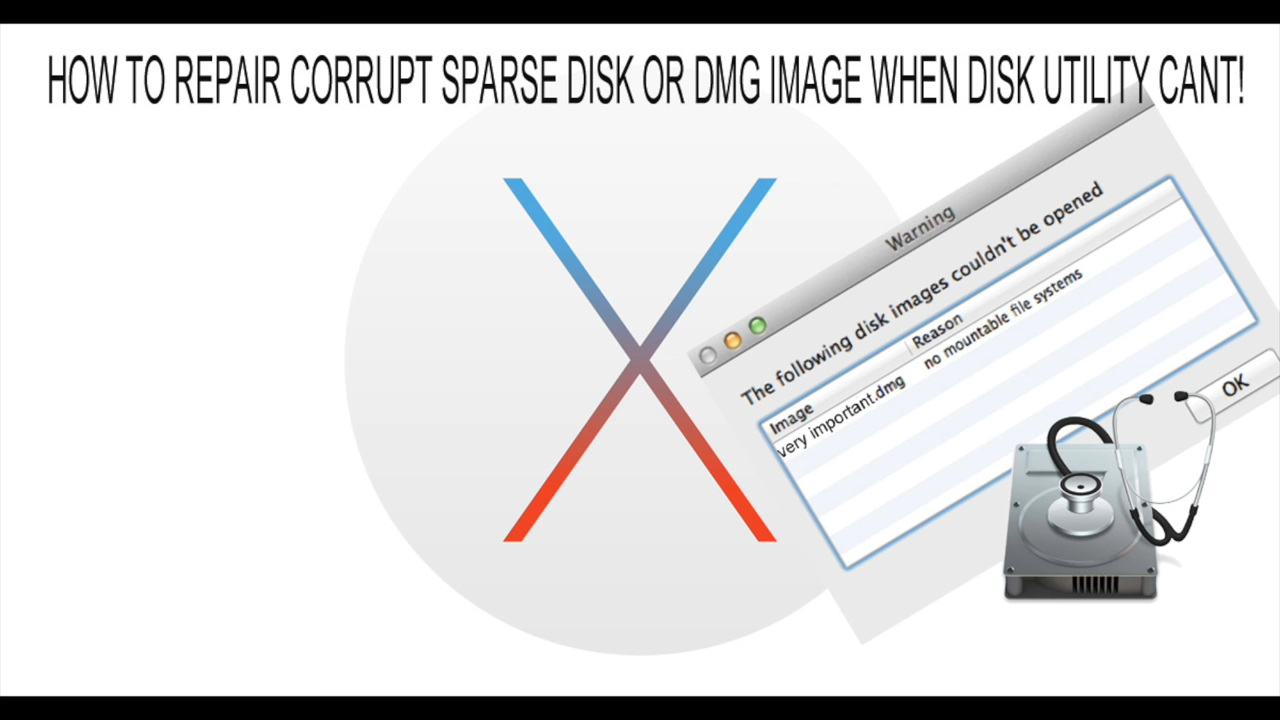 HOW TO REPAIR CORRUPT SPARSE DISK OR DMG IMAGE WHEN DISK UTILITY CANT!
Warning
The following disk images couldn't be opened
Image Reason
very important.dmg no mountable file systems
OK